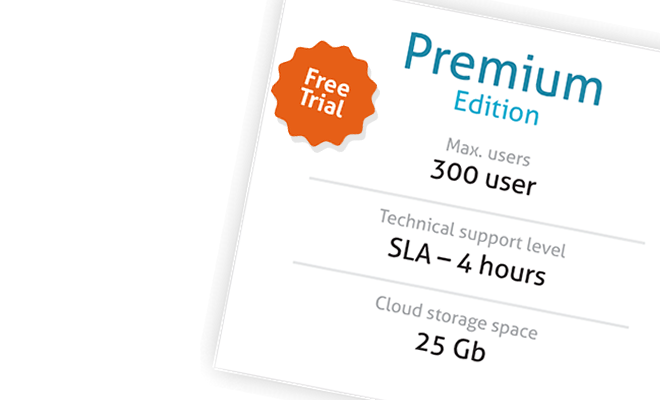 Free
Trial
Premium
Edition
Max. users
300 user
Technical support level
SLA – 4 hours
Cloud storage space
25 Gb